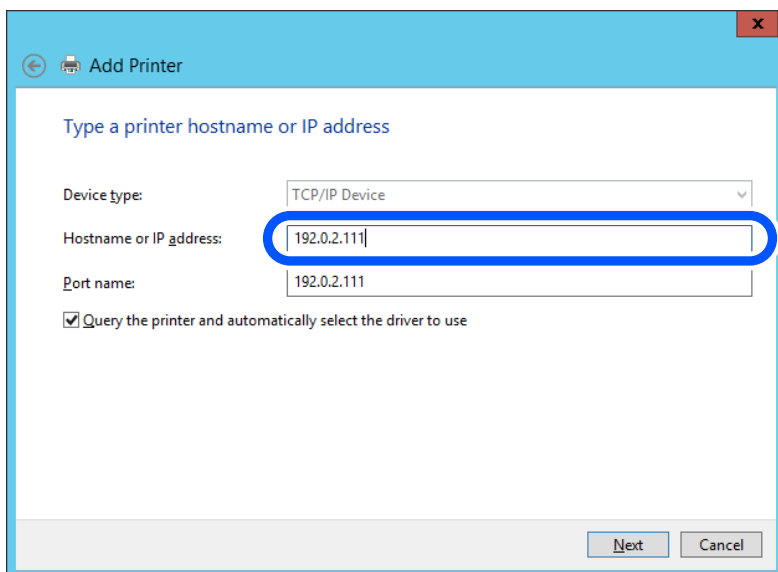 x
Add Printer
Type a printer hostname or IP address
Device type: TCP/IP Device
Hostname or IP address: 192.0.2.111
Port name: 192.0.2.111
Query the printer and automatically select the driver to use
Next Cancel